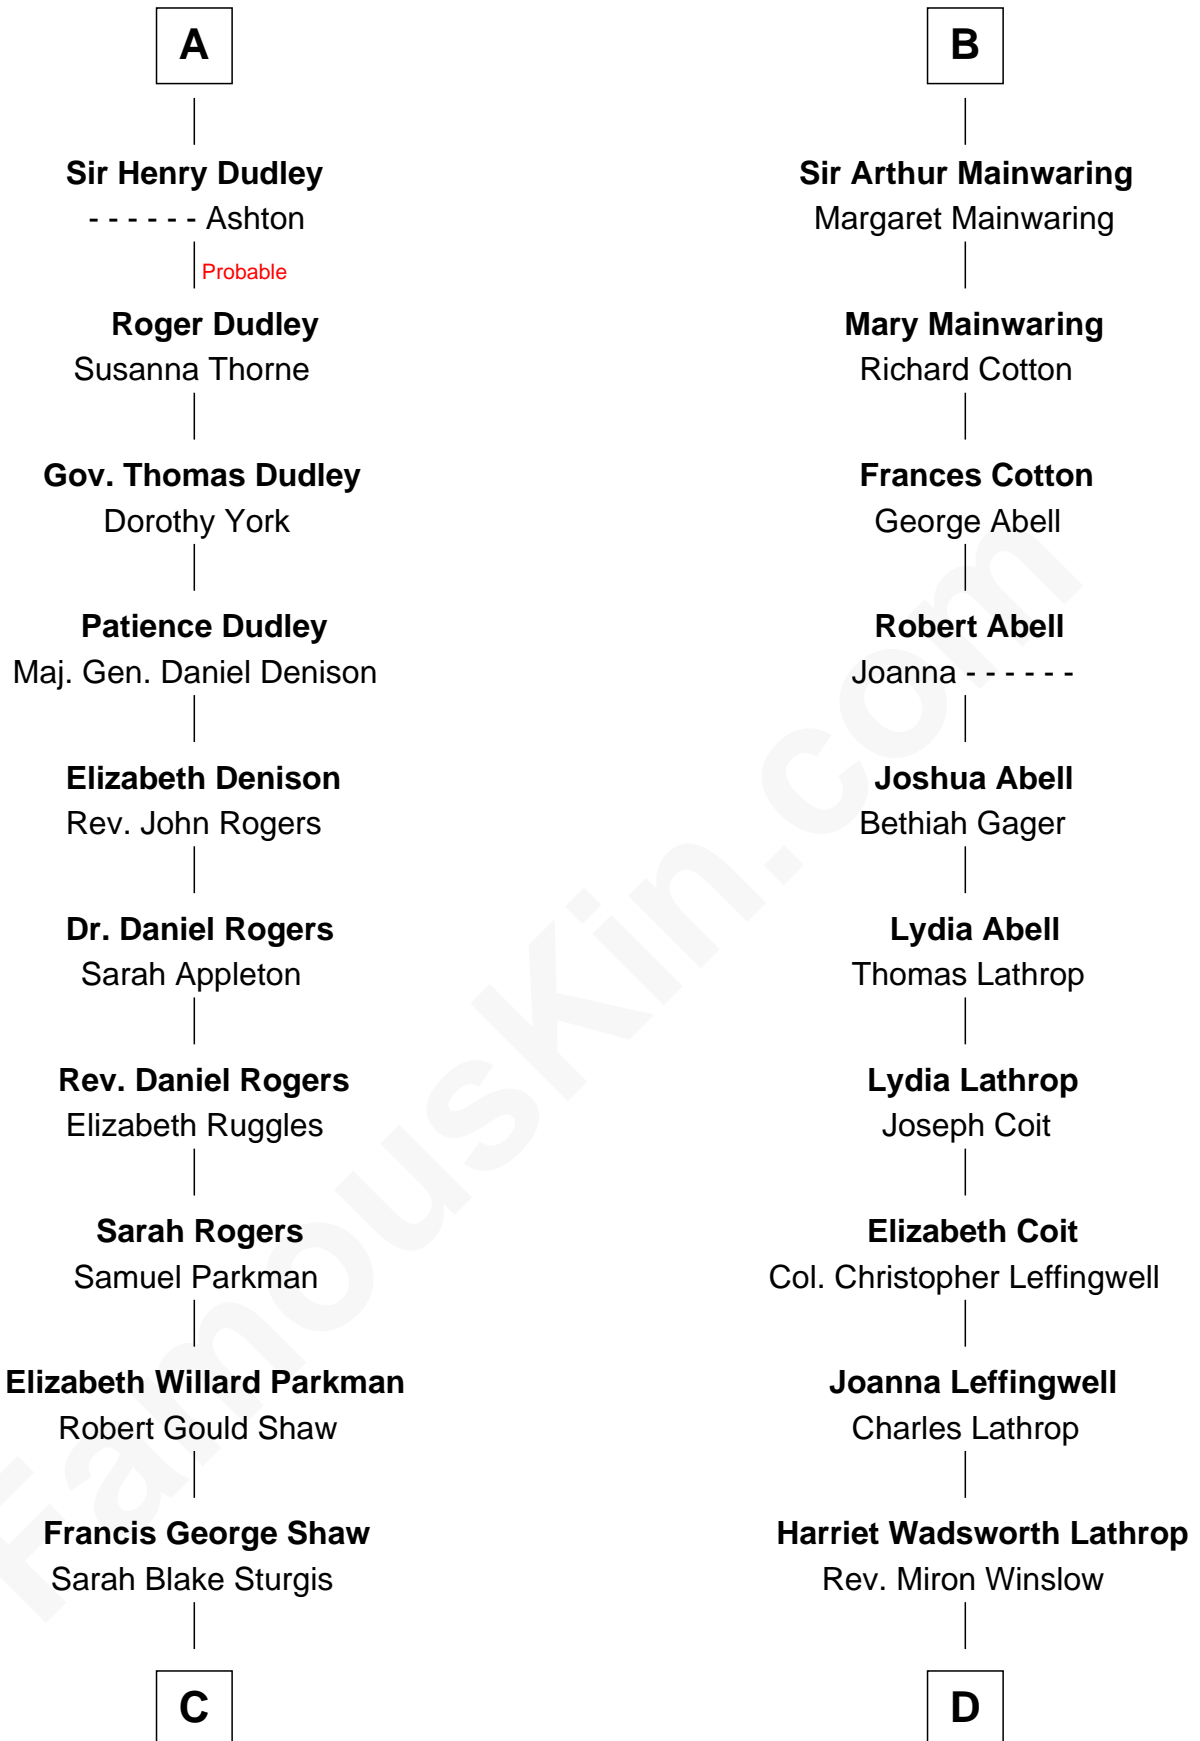 A
Sir Henry Dudley
- - - - - - Ashton
Probable
Roger Dudley
Susanna Thorne
Gov. Thomas Dudley
Dorothy York
Patience Dudley
Maj. Gen. Daniel Denison
Elizabeth Denison
Rev. John Rogers
Dr. Daniel Rogers
Sarah Appleton
Rev. Daniel Rogers
Elizabeth Ruggles
Sarah Rogers
Samuel Parkman
Elizabeth Willard Parkman
Robert Gould Shaw
Francis George Shaw
Sarah Blake Sturgis
C
B
Sir Arthur Mainwaring
Margaret Mainwaring
Mary Mainwaring
Richard Cotton
Frances Cotton
George Abell
Robert Abell
Joanna - - - - - -
Joshua Abell
Bethiah Gager
Lydia Abell
Thomas Lathrop
Lydia Lathrop
Joseph Coit
Elizabeth Coit
Col. Christopher Leffingwell
Joanna Leffingwell
Charles Lathrop
Harriet Wadsworth Lathrop
Rev. Miron Winslow
D
FamousKin.com